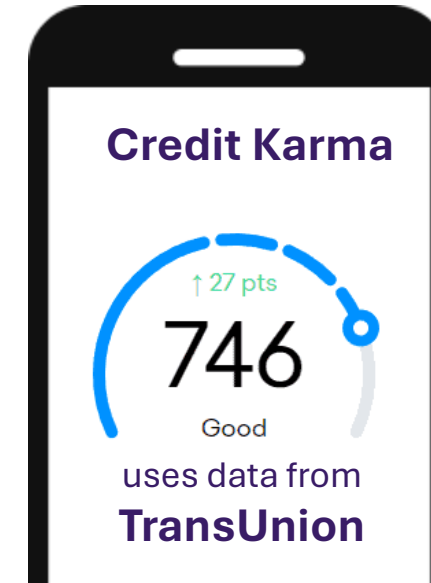 Credit Karma
↑ 27 pts
746
Good
uses data from
TransUnion